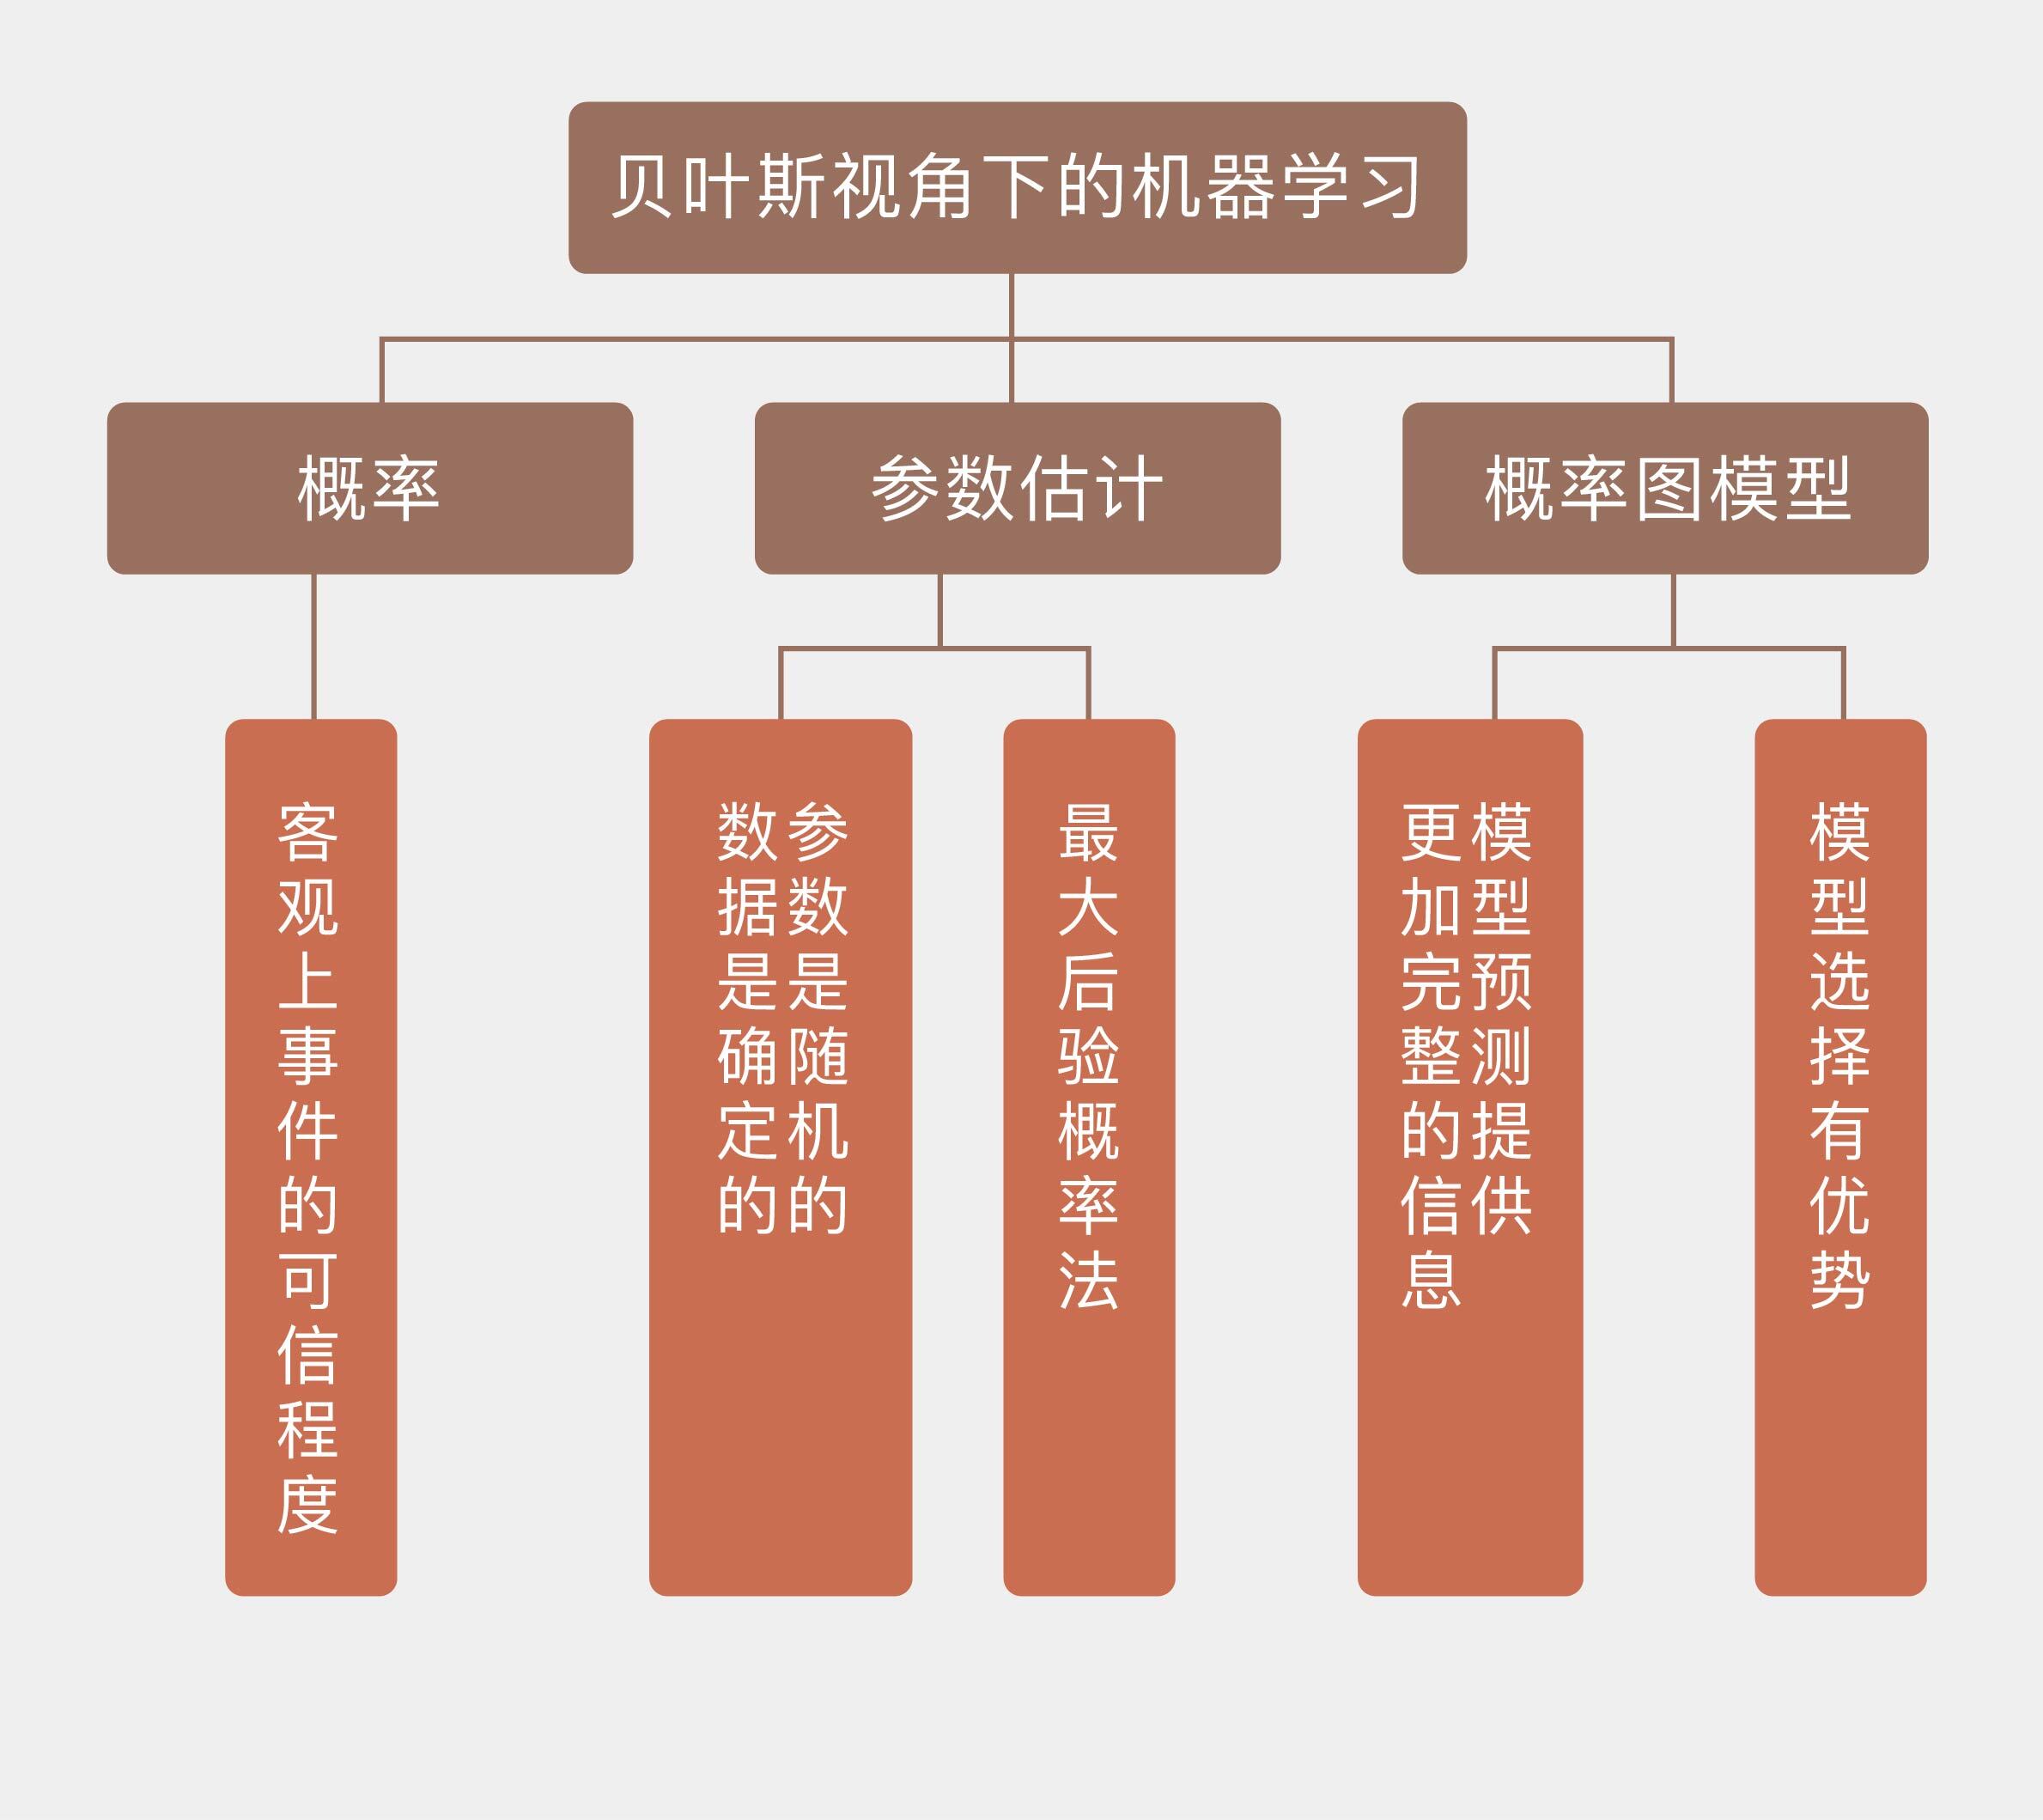 贝叶斯视角下的机器学习
概率
参数估计
概率图模型
客观上事件的可信程度
参数是随机的
数据是确定的
最大后验概率法
模型预测提供
更加完整的信息
模型选择有优势